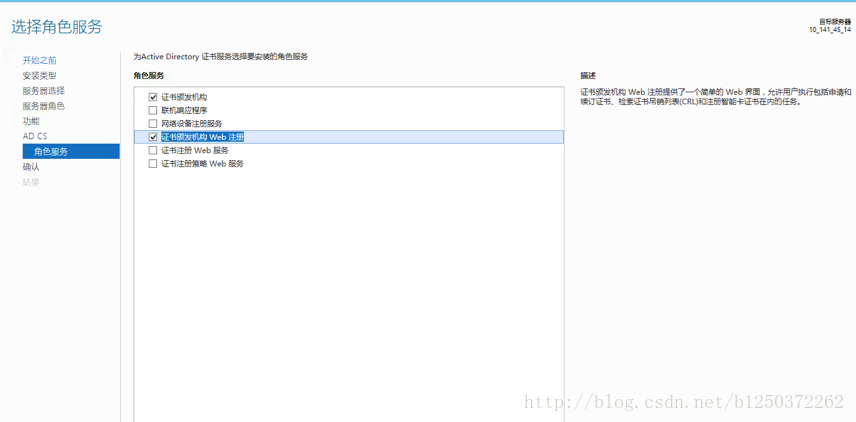 选择角色服务
目标服务器
10_141_45_14
开始之前
安装类型
服务器选择
服务器角色
功能
AD CS
角色服务
确认
结果
为Active Directory 证书服务选择要安装的角色服务
角色服务
证书颁发机构
联机响应程序
网络设备注册服务
证书颁发机构 Web 注册
证书注册 Web 服务
证书注册策略 Web 服务
描述
证书颁发机构 Web 注册提供了一个简单的 Web 界面，允许用户执行包括申请和
续订证书、检索证书吊销列表(CRL)和注册智能卡证书在内的任务。
http://blog.csdn.net/b1250372262